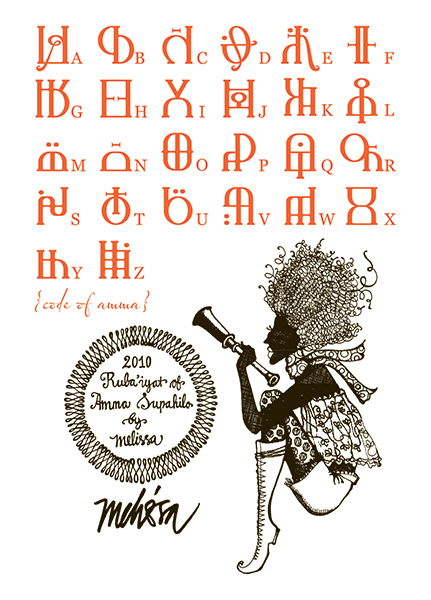 A B C D E F
G H I J K L
M N O P Q R
S T U V W X
Y Z
{code of amma}
2010
Ruba'iyat of
Amma Supahilo
by
melissa
melissa